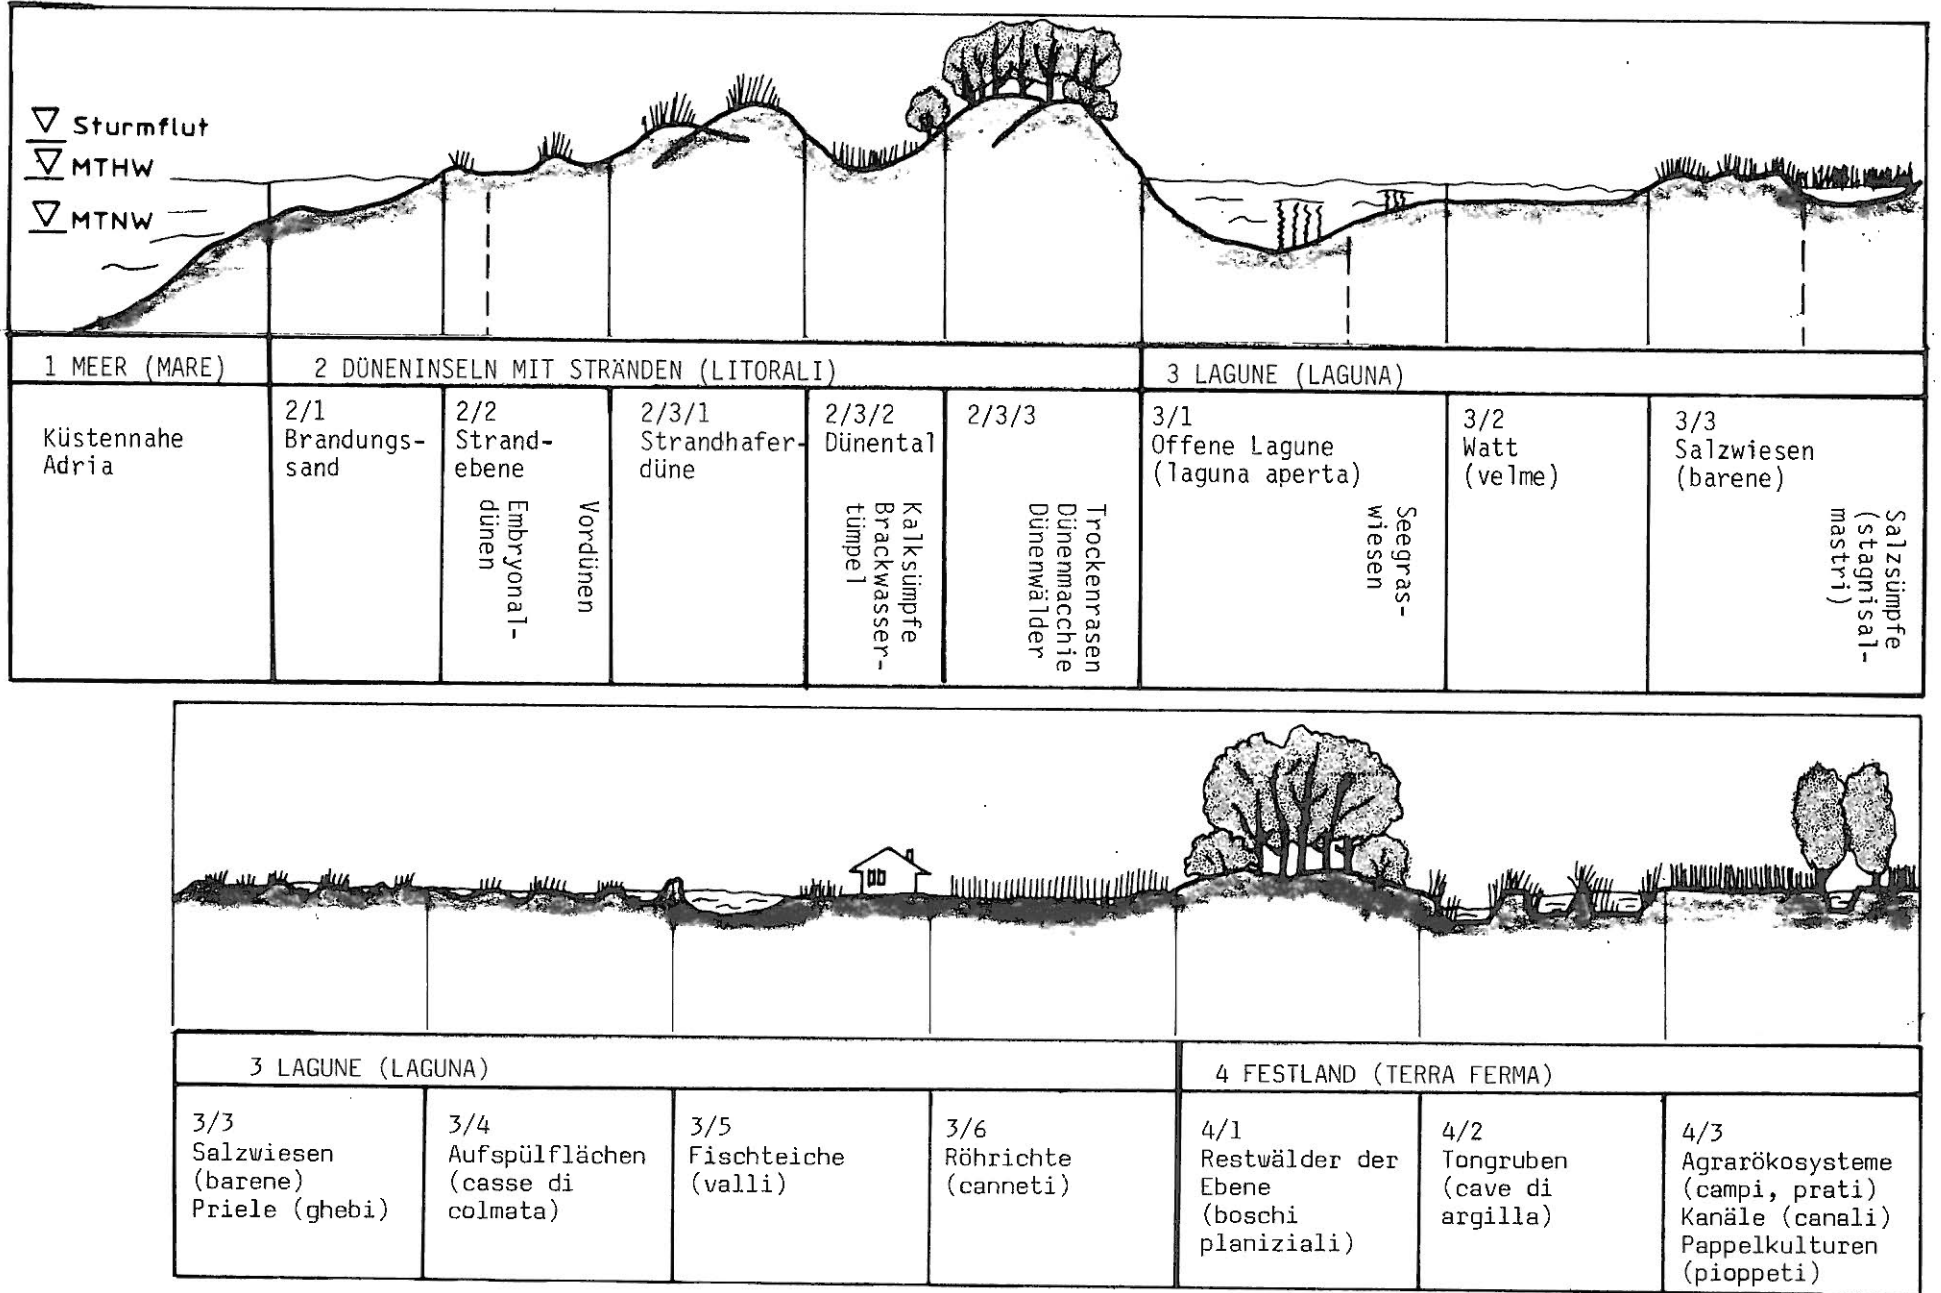 Sturmflut
MTHW
MTNW
1 MEER (MARE)
2 DÜNENINSELN MIT STRÄNDEN (LITORALI)
3 LAGUNE (LAGUNA)
Küstennahe
Adria
2/1
Brandungs-
sand
2/2
Strand-
ebene
Embryonal-
dünen
Vordünen
2/3/1
Strandhafer-
düne
2/3/2
Dünental
Kalksümpfe
Brackwasser-
tümpel
2/3/3
Trockenrasen
Dünenmacchie
Dünenwälder
3/1
Offene Lagune
(laguna aperta)
Seegras-
wiesen
3/2
Watt
(velme)
3/3
Salzwiesen
(barene)
Salzsümpfe
(stagnisal-
mastri)
3 LAGUNE (LAGUNA)
4 FESTLAND (TERRA FERMA)
3/3
Salzwiesen
(barene)
Priele (ghebi)
3/4
Aufspülflächen
(casse di
colmata)
3/5
Fischteiche
(valli)
3/6
Röhrichte
(canneti)
4/1
Restwälder der
Ebene
(boschi
planiziali)
4/2
Tongruben
(cave di
argilla)
4/3
Agrarökosysteme
(campi, prati)
Kanäle (canali)
Pappelkulturen
(pioppeti)